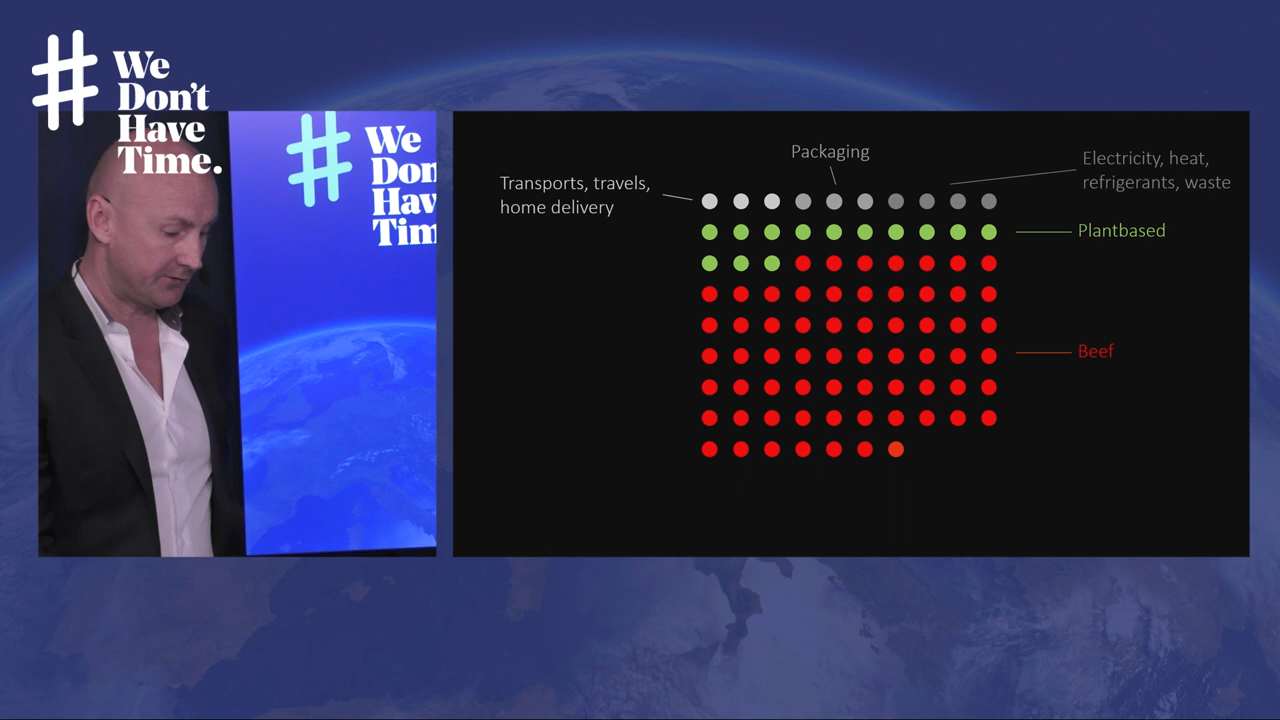 # We
Don't
Have
Time.
# We
Don
Hav
Tim
Packaging
Transports, travels,
home delivery
Electricity, heat,
refrigerants, waste
Plantbased
Beef